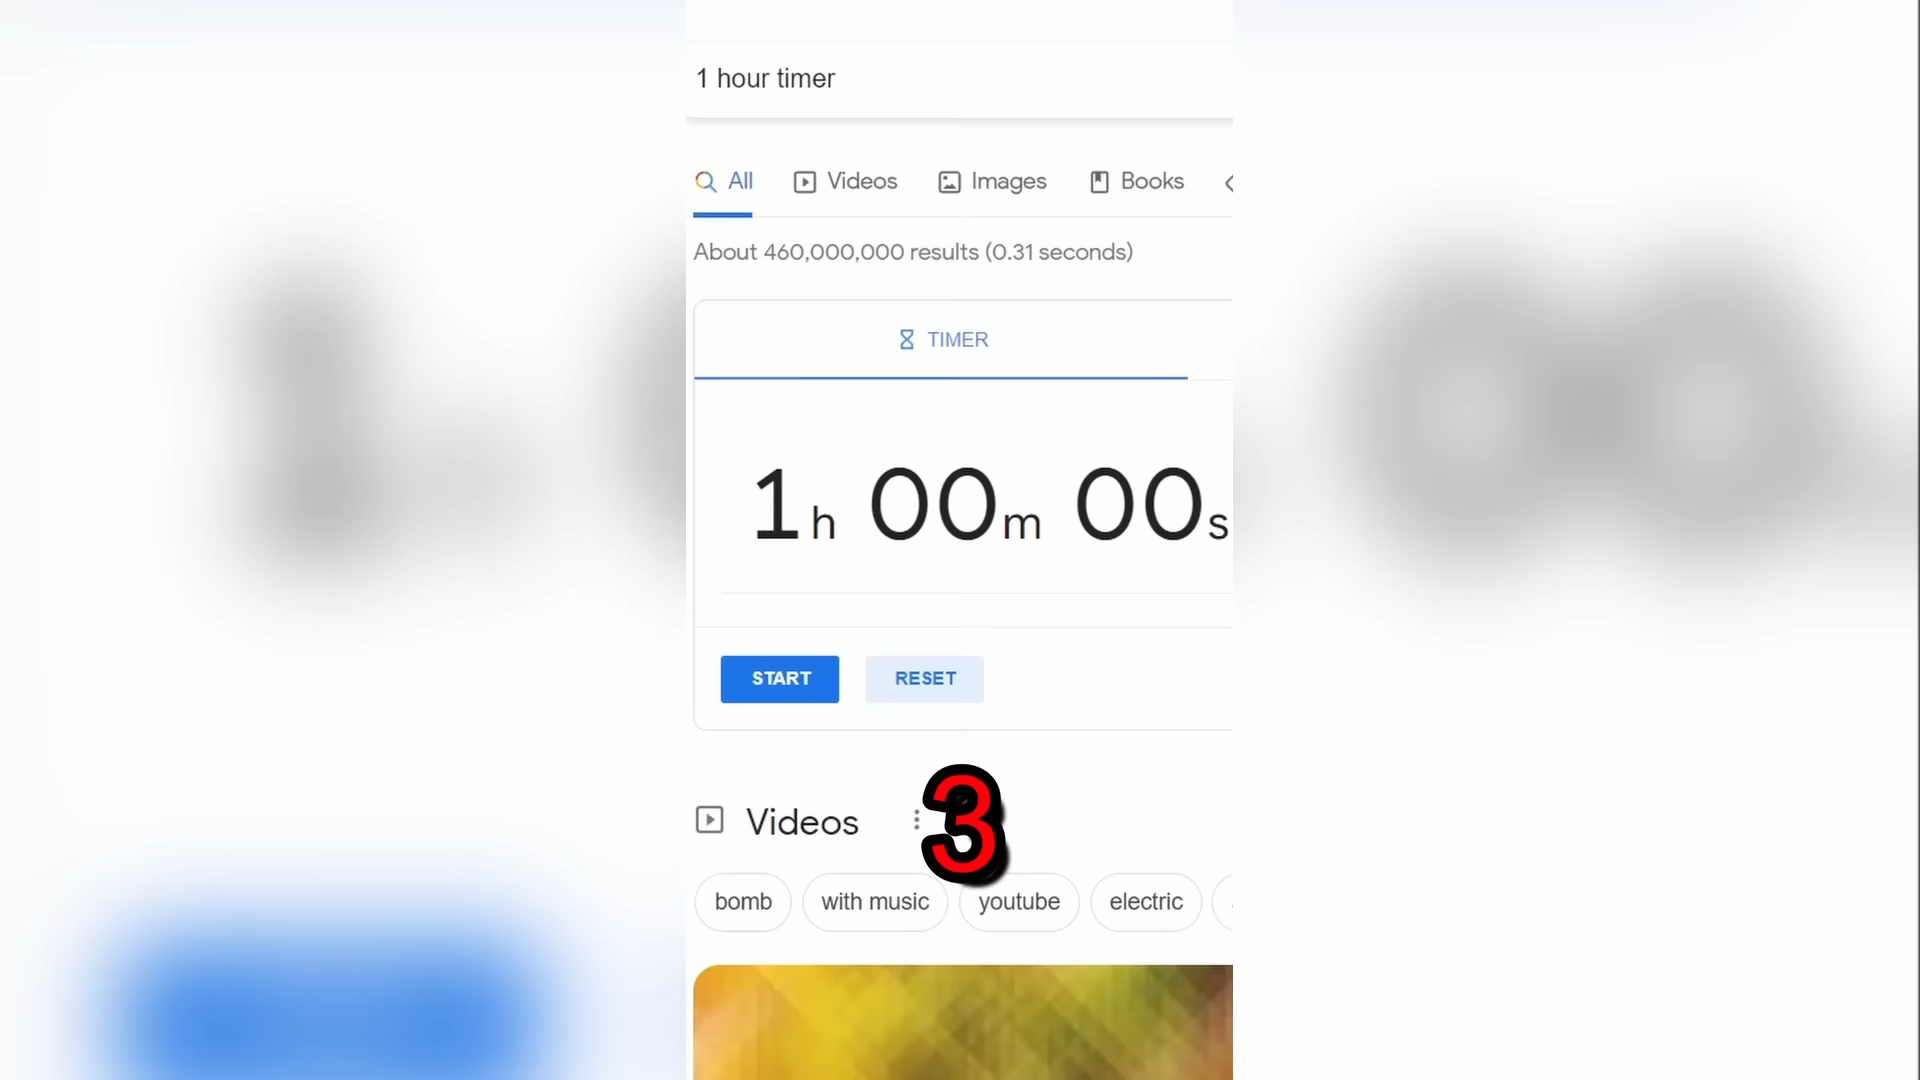 1 hour timer
All Videos Images Books
About 460,000,000 results (0.31 seconds)
TIMER
1h 00m 00s
START RESET
Videos
3
bomb with music youtube electric